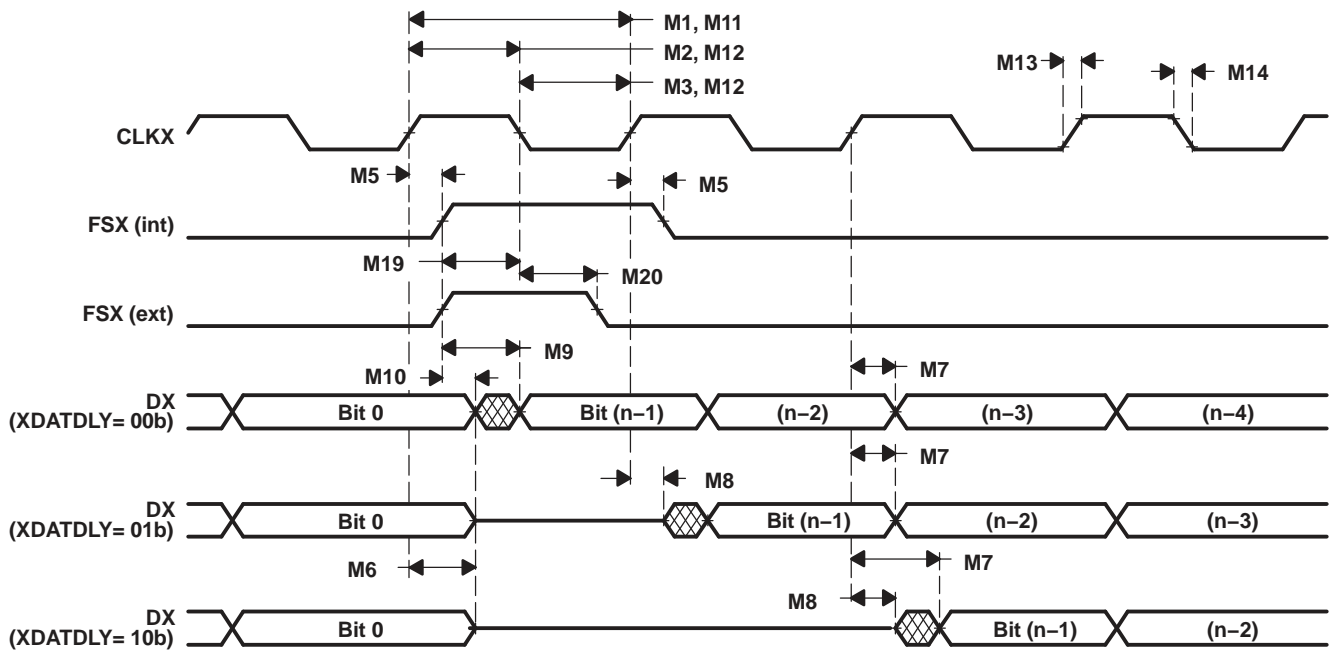 M1, M11
M2, M12
M3, M12
M13
M14
CLKX
M5
M5
FSX (int)
M19
M20
FSX (ext)
M9
M10
M7
DX
(XDATDLY= 00b)
Bit 0
Bit (n–1)
(n–2)
(n–3)
(n–4)
M7
M8
DX
(XDATDLY= 01b)
Bit 0
Bit (n–1)
(n–2)
(n–3)
M6
M7
M8
DX
(XDATDLY= 10b)
Bit 0
Bit (n–1)
(n–2)